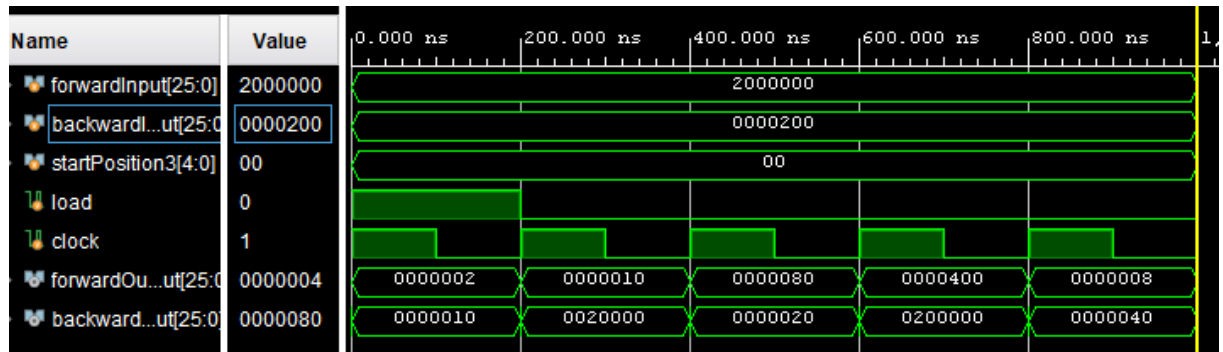 Name Value 0.000 ns 200.000 ns 400.000 ns 600.000 ns 800.000 ns 1,
forwardInput[25:0] 2000000 2000000
backwardI...ut[25:0 0000200 0000200
startPosition3[4:0] 00 00
load 0
clock 1
forwardOu...ut[25:0 0000004 0000002 0000010 0000080 0000400 0000008
backward...ut[25:0] 0000080 0000010 0020000 0000020 0200000 0000040